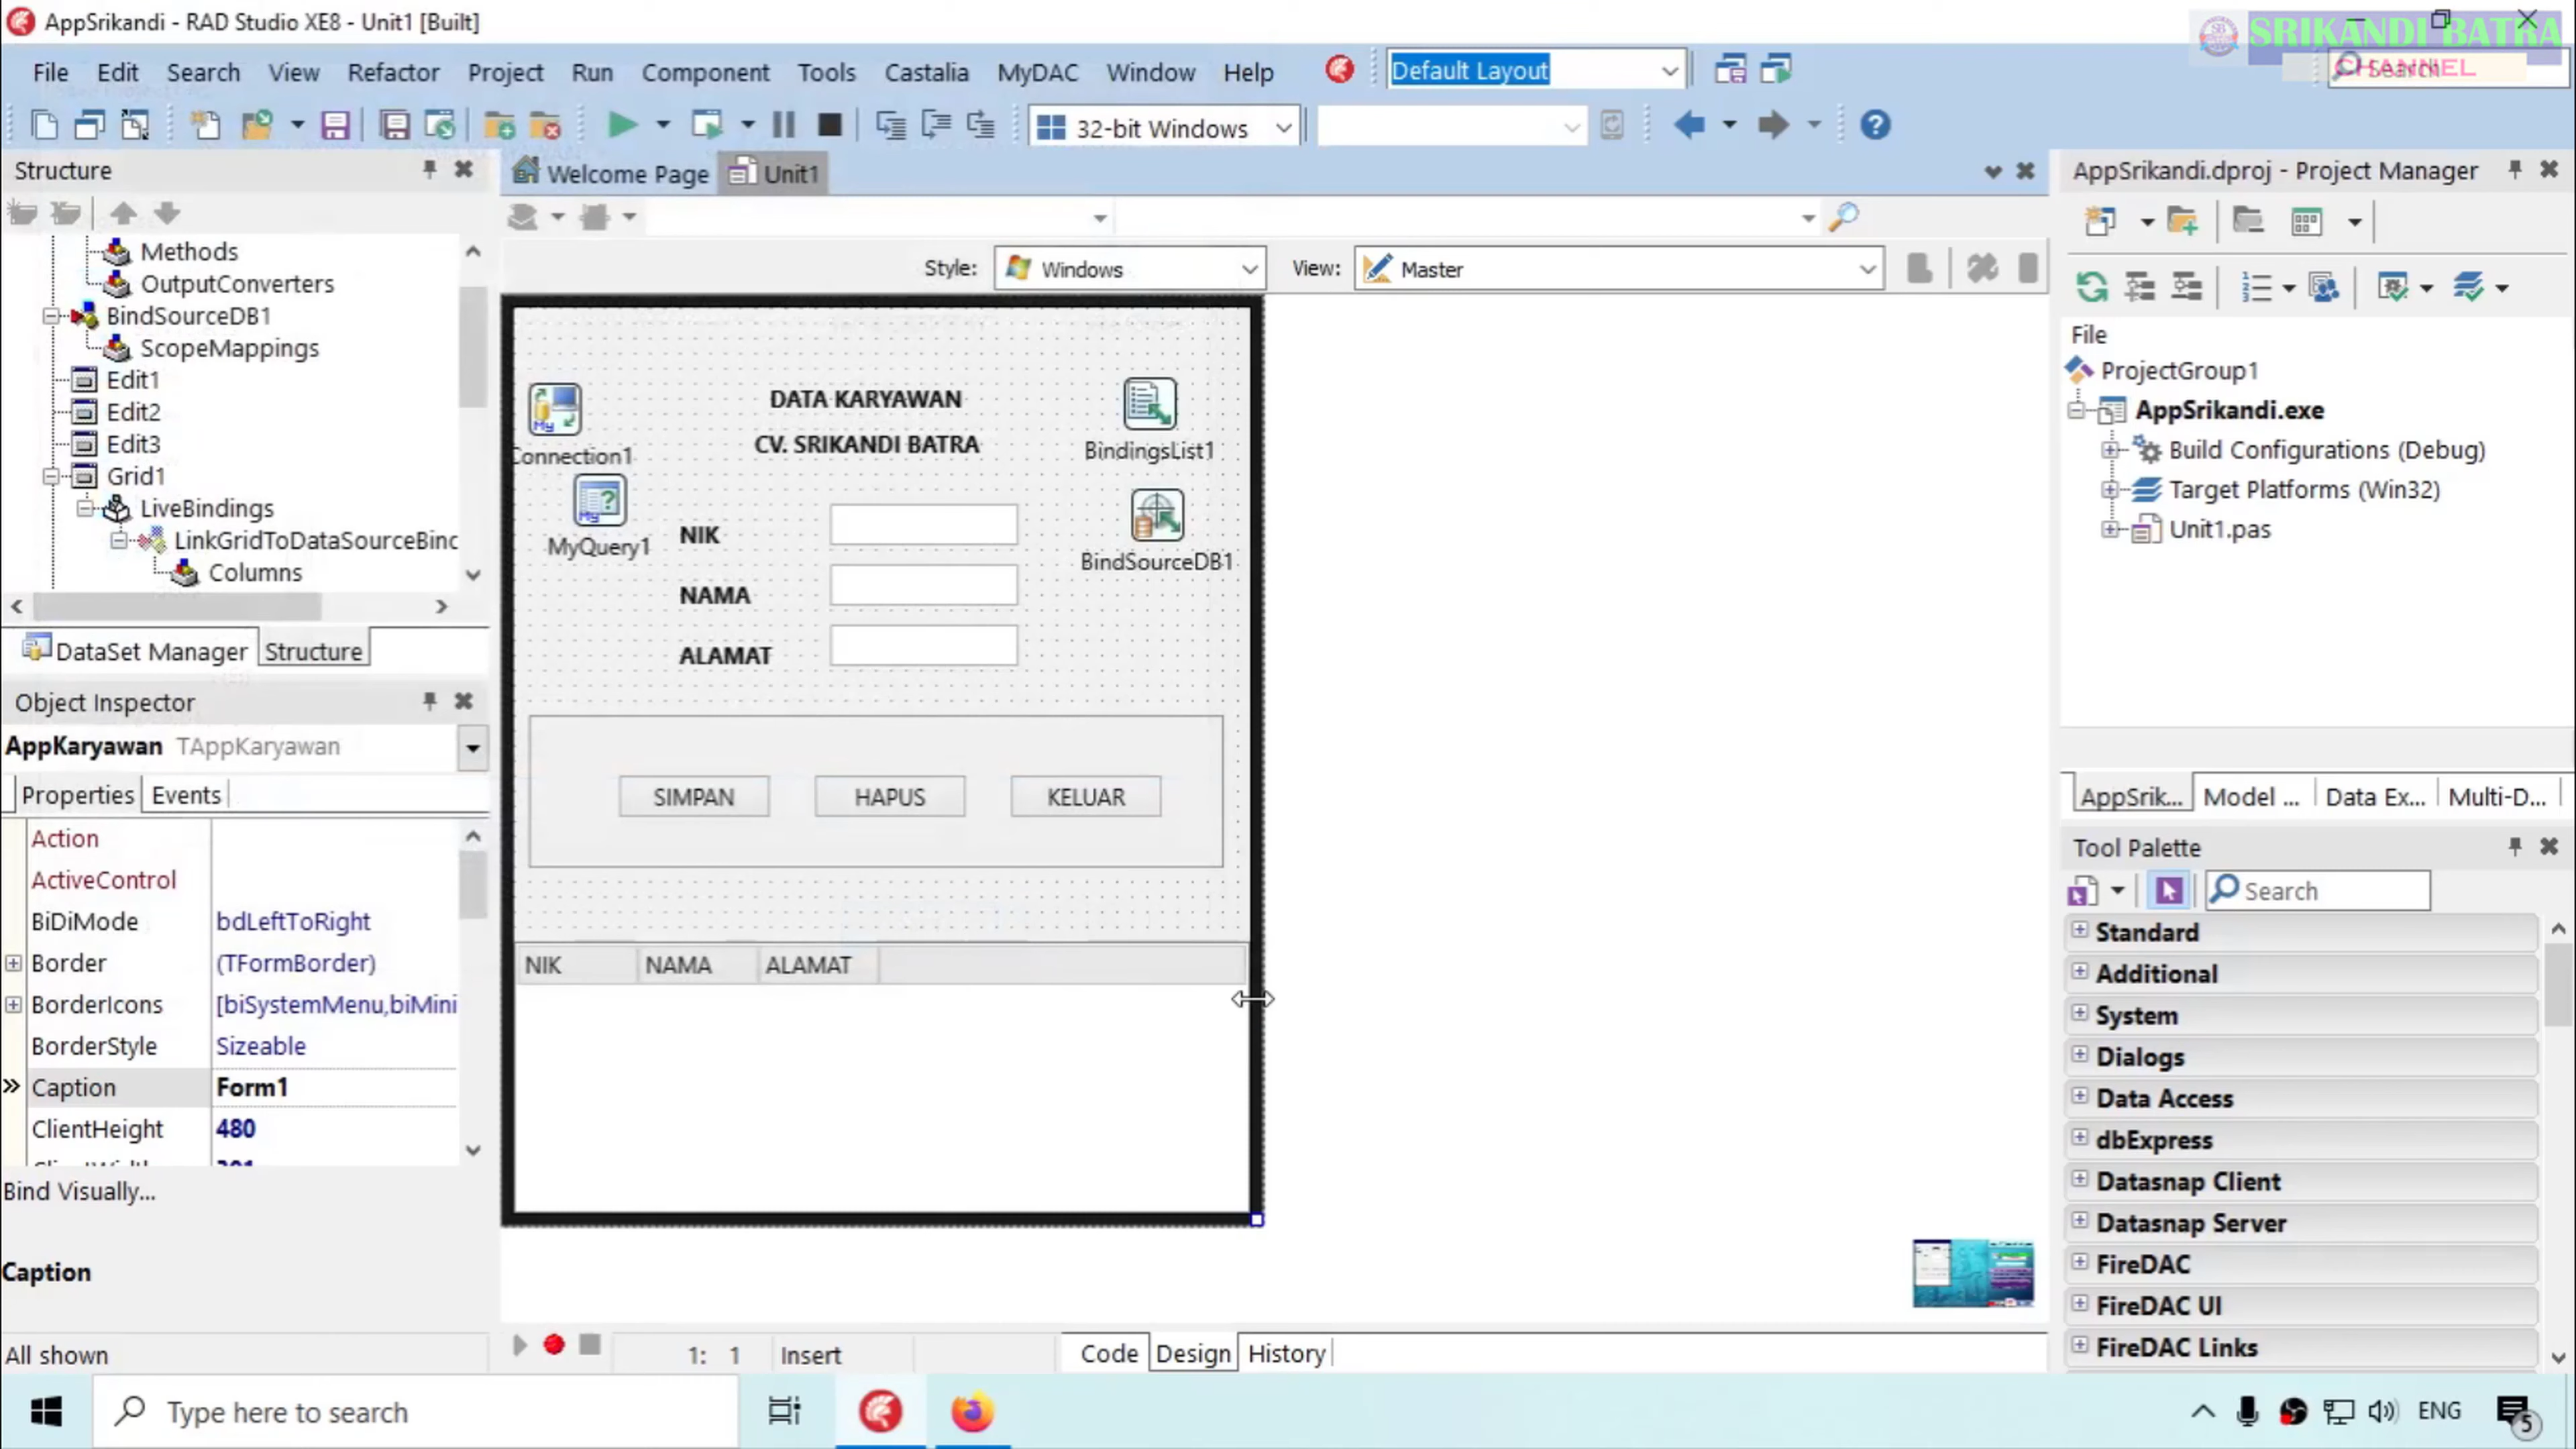 AppSrikandi - RAD Studio XE8 - Unit1 [Built]
SRIKANDI BATRA
CHANNEL
File Edit Search View Refactor Project Run Component Tools Castalia MyDAC Window Help
Default Layout
Search
32-bit Windows
Structure
Methods
OutputConverters
BindSourceDB1
ScopeMappings
Edit1
Edit2
Edit3
Grid1
LiveBindings
LinkGridToDataSourceBinc
Columns
DataSet Manager Structure
Object Inspector
AppKaryawan TAppKaryawan
Properties Events
Action
ActiveControl
BiDiMode bdLeftToRight
Border (TFormBorder)
BorderIcons [biSystemMenu,biMini
BorderStyle Sizeable
Caption Form1
ClientHeight 480
Bind Visually...
Caption
All shown
Welcome Page Unit1
Style: Windows View: Master
DATA KARYAWAN
CV. SRIKANDI BATRA
Connection1
MyQuery1
BindingsList1
BindSourceDB1
NIK
NAMA
ALAMAT
SIMPAN HAPUS KELUAR
NIK NAMA ALAMAT
1: 1 Insert
Code Design History
AppSrikandi.dproj - Project Manager
File
ProjectGroup1
AppSrikandi.exe
Build Configurations (Debug)
Target Platforms (Win32)
Unit1.pas
AppSrik... Model ... Data Ex... Multi-D...
Tool Palette
Search
Standard
Additional
System
Dialogs
Data Access
dbExpress
Datasnap Client
Datasnap Server
FireDAC
FireDAC UI
FireDAC Links
Type here to search
ENG
5